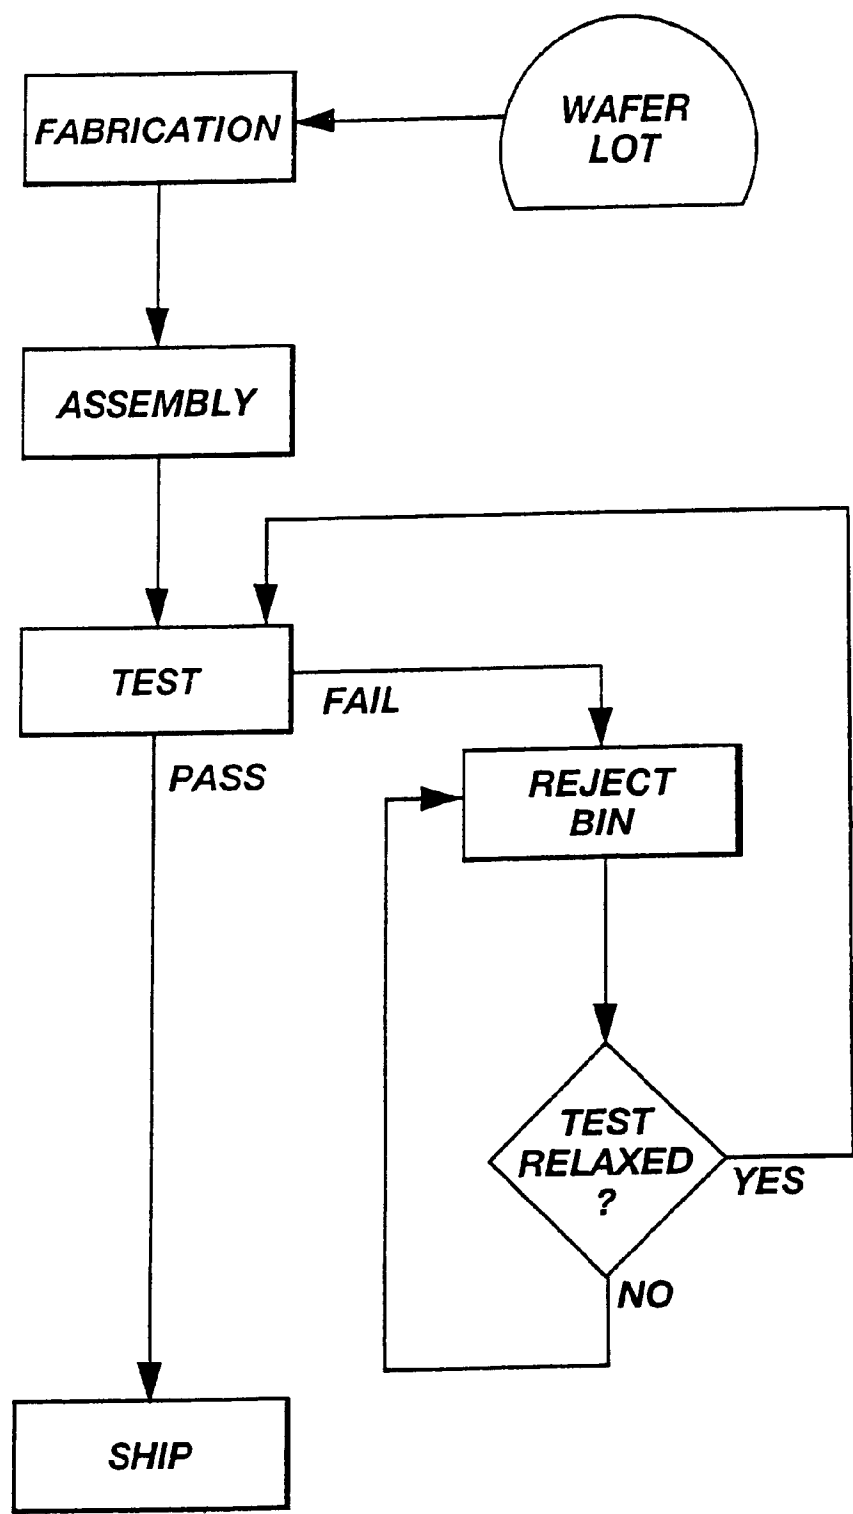 WAFER
LOT
FABRICATION
ASSEMBLY
TEST
FAIL
PASS
REJECT
BIN
TEST
RELAXED
?
YES
NO
SHIP